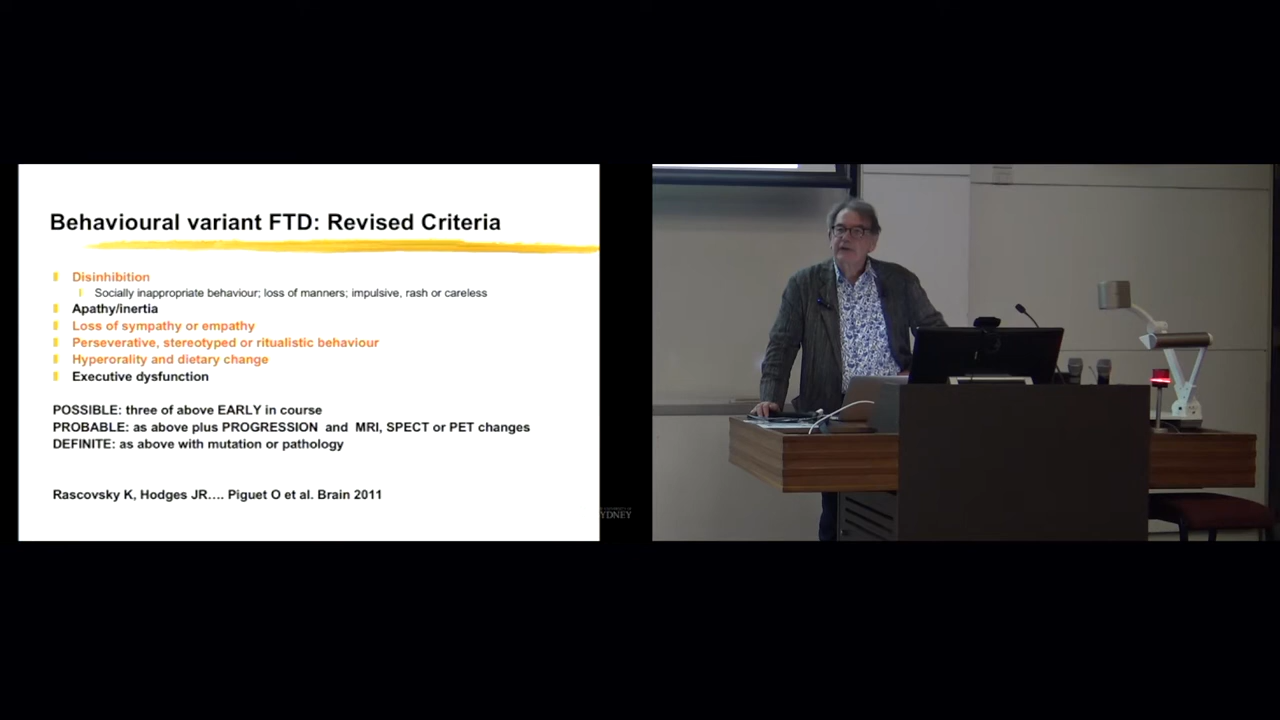 Behavioural variant FTD: Revised Criteria
Disinhibition
Socially inappropriate behaviour; loss of manners; impulsive, rash or careless
Apathy/inertia
Loss of sympathy or empathy
Perseverative, stereotyped or ritualistic behaviour
Hyperorality and dietary change
Executive dysfunction
POSSIBLE: three of above EARLY in course
PROBABLE: as above plus PROGRESSION and MRI, SPECT or PET changes
DEFINITE: as above with mutation or pathology
Rascovsky K, Hodges JR.... Piguet O et al. Brain 2011
YDNEY